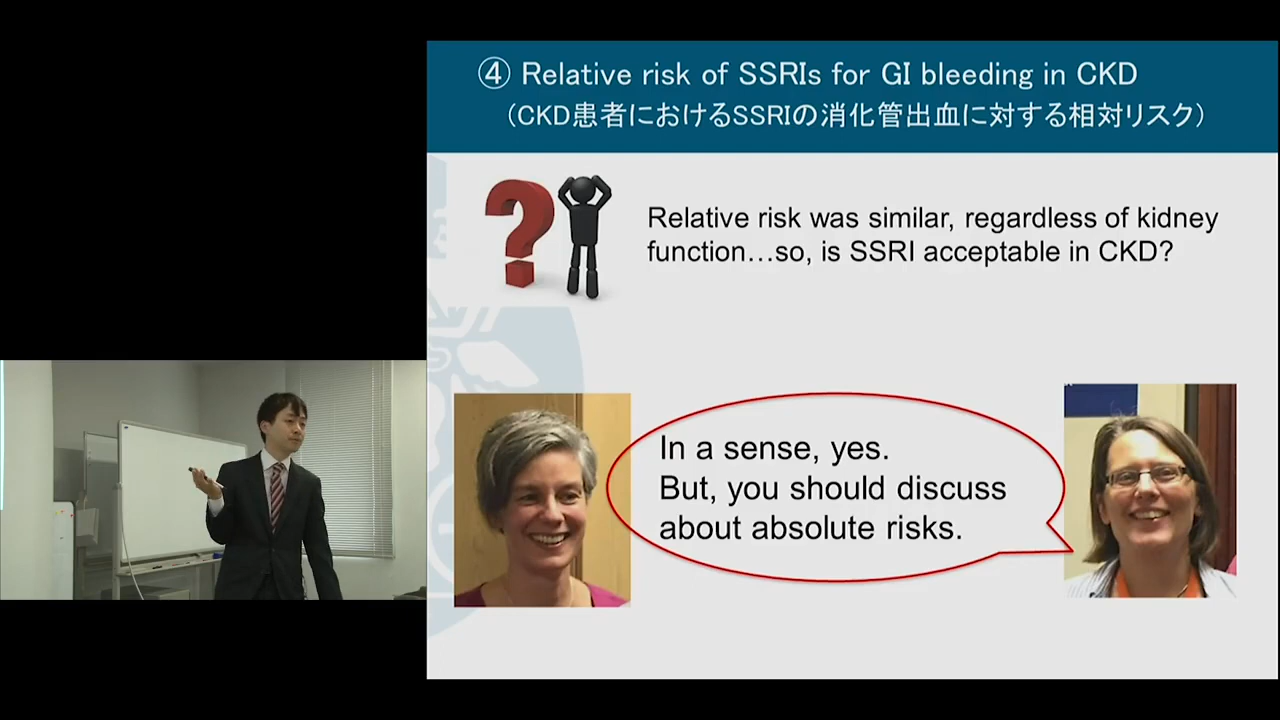 ④ Relative risk of SSRIs for GI bleeding in CKD
（CKD患者におけるSSRIの消化管出血に対する相対リスク）
Relative risk was similar, regardless of kidney
function…so, is SSRI acceptable in CKD?
In a sense, yes.
But, you should discuss
about absolute risks.